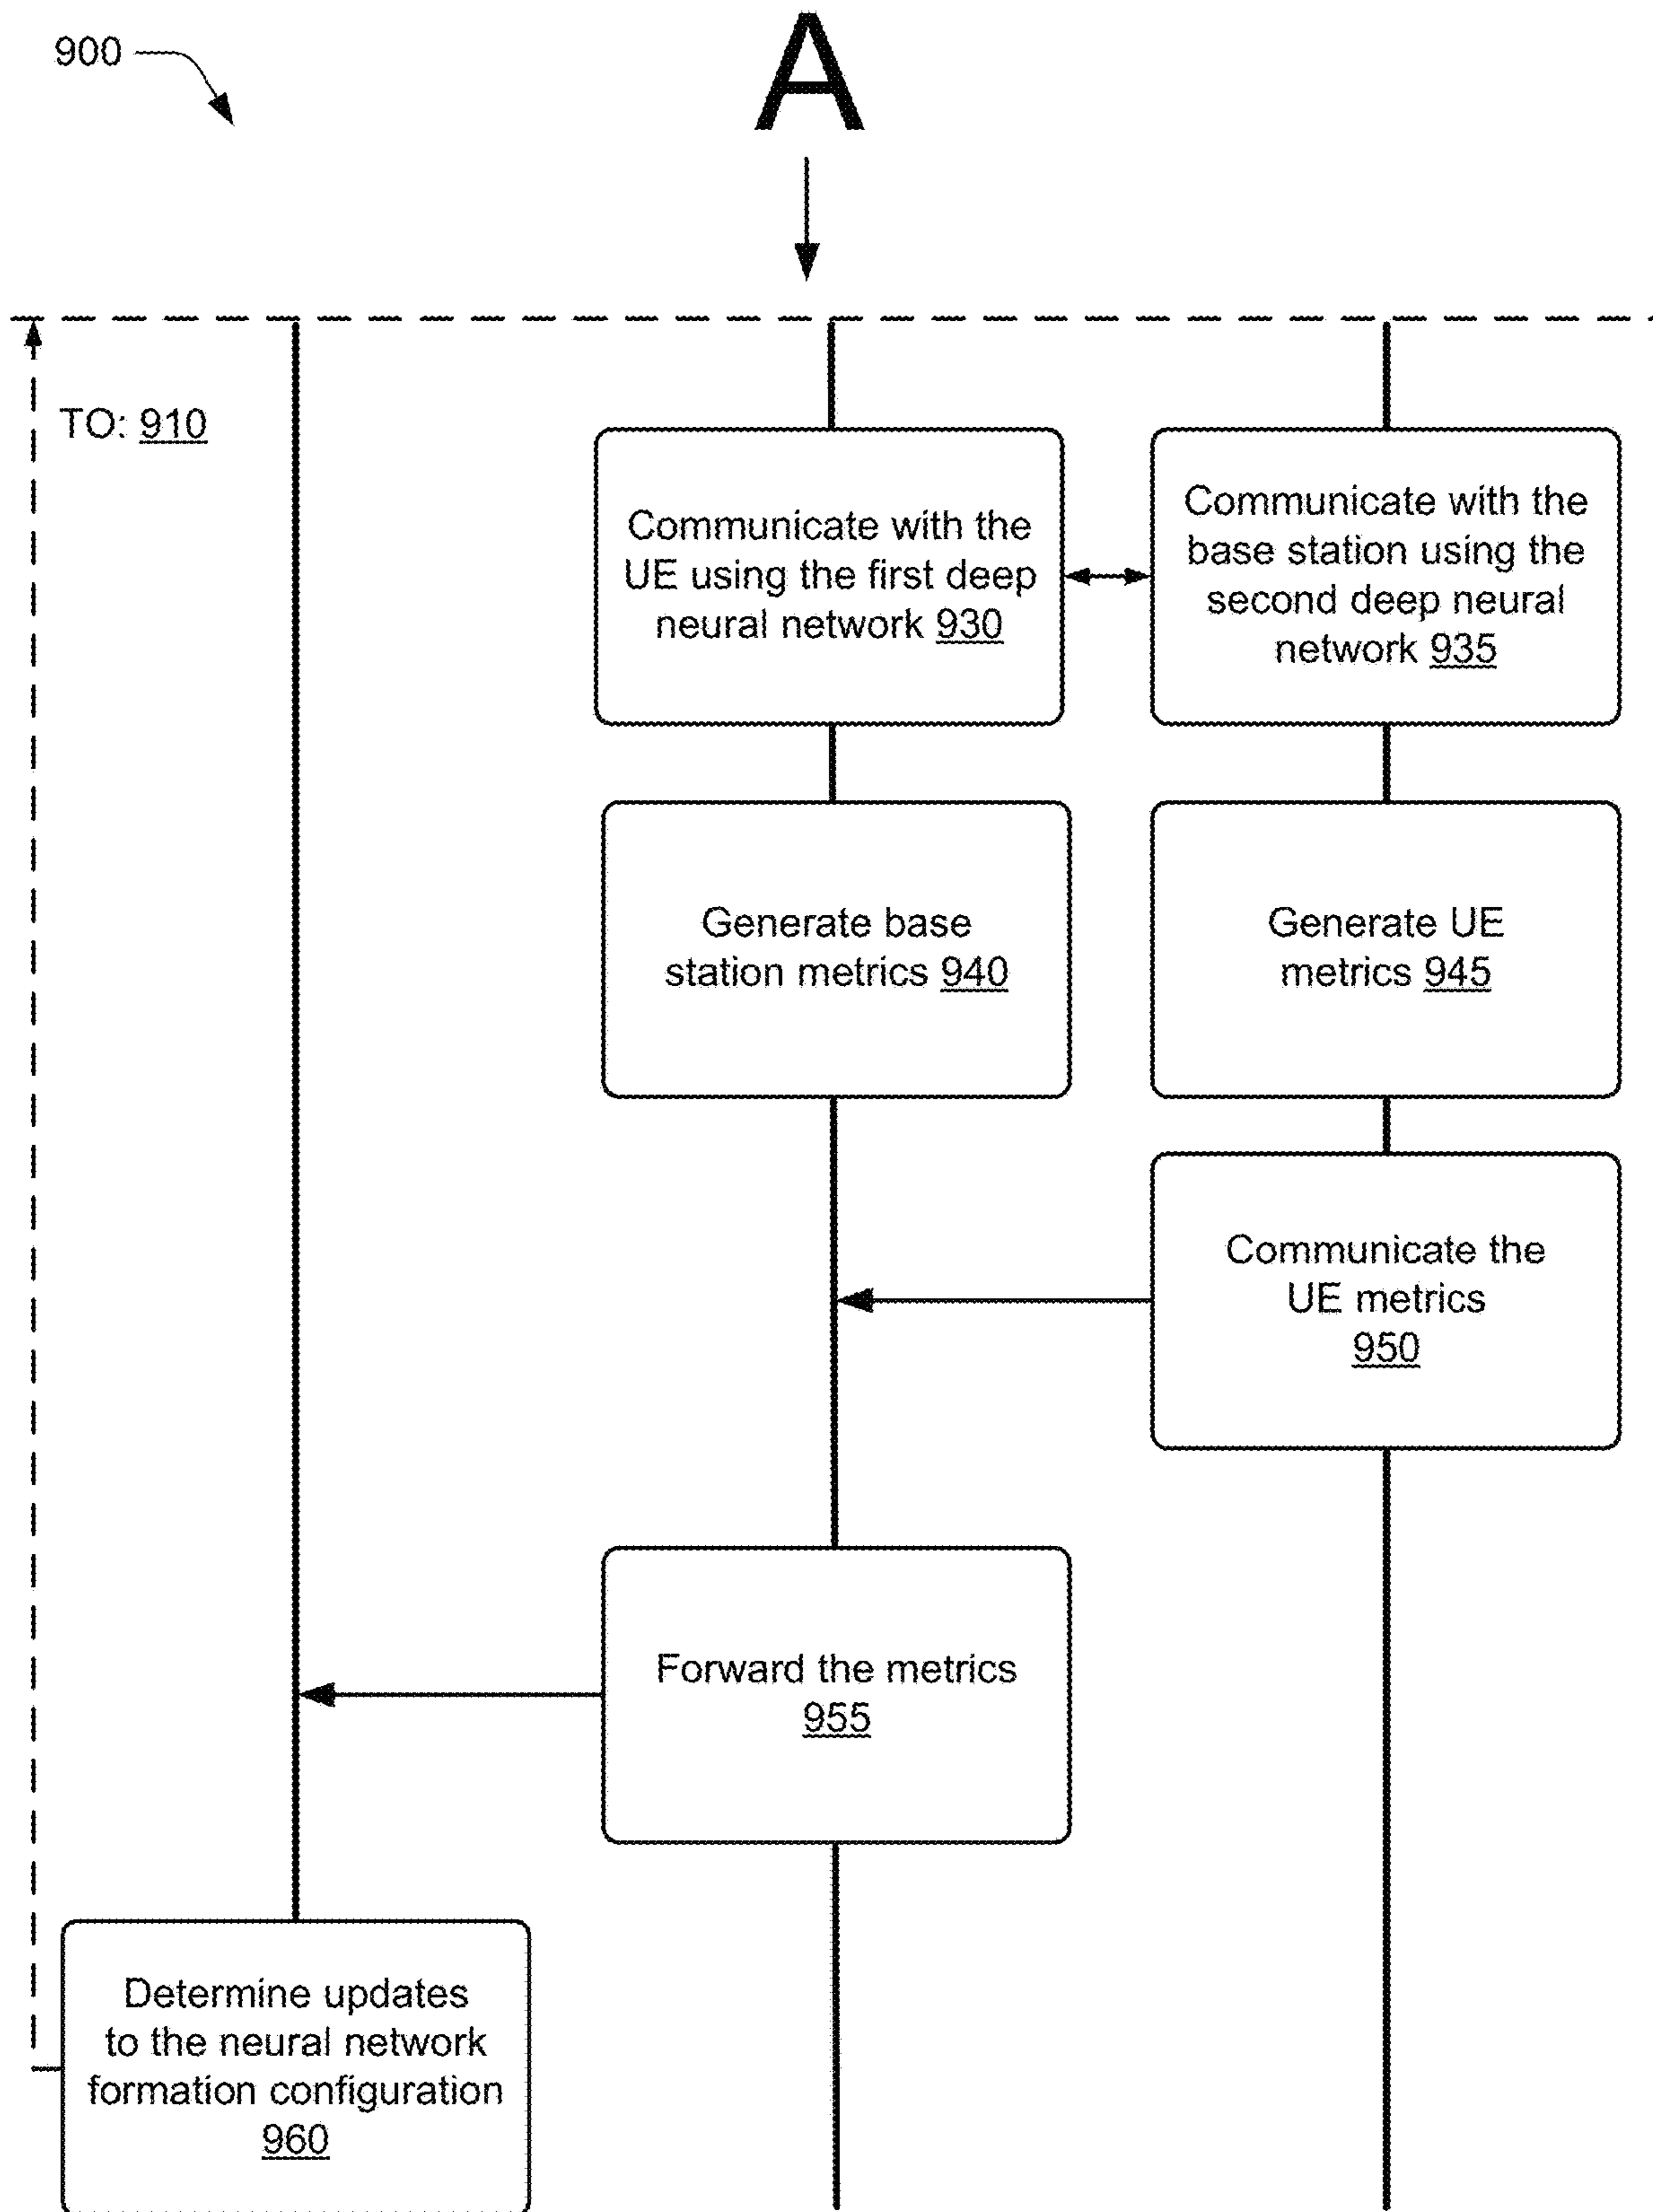 900
A
TO: 910
Communicate with the
UE using the first deep
neural network 930
Communicate with the
base station using the
second deep neural
network 935
Generate base
station metrics 940
Generate UE
metrics 945
Communicate the
UE metrics
950
Forward the metrics
955
Determine updates
to the neural network
formation configuration
960